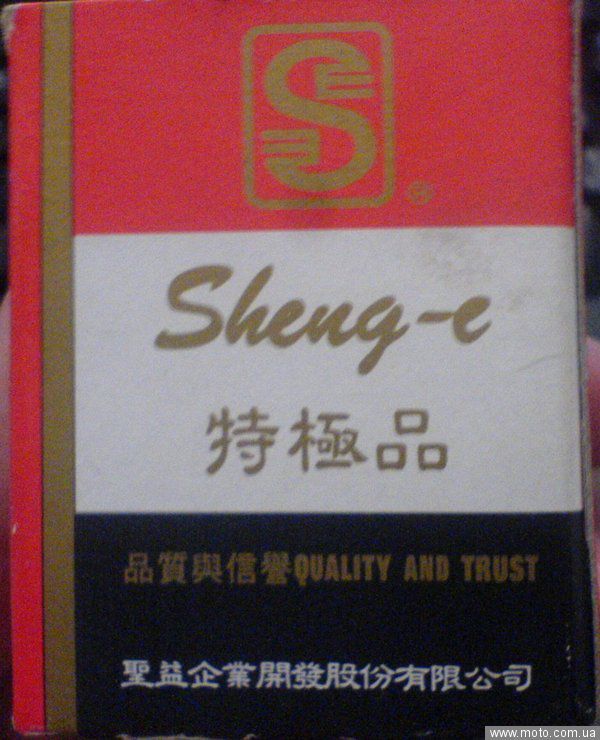 S
®
Sheng-e
特極品
品質與信譽QUALITY AND TRUST
聖益企業開發股份有限公司
www.moto.com.ua